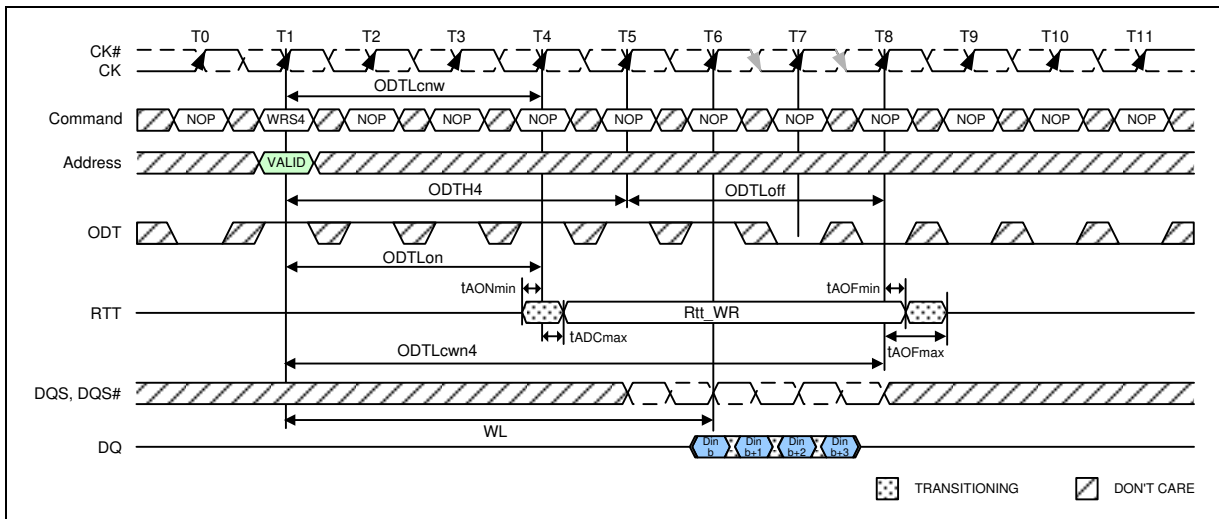 T0 T1 T2 T3 T4 T5 T6 T7 T8 T9 T10 T11
CK#
CK
ODTLcnw
Command NOP WRS4 NOP NOP NOP NOP NOP NOP NOP NOP NOP NOP
Address VALID
ODTH4 ODTLoff
ODT
ODTLon
tAONmin tAOFmin
RTT Rtt_WR
tADCmax tAOFmax
ODTLcwn4
DQS, DQS#
WL
DQ Din b Din b+1 Din b+2 Din b+3
TRANSITIONING DON'T CARE